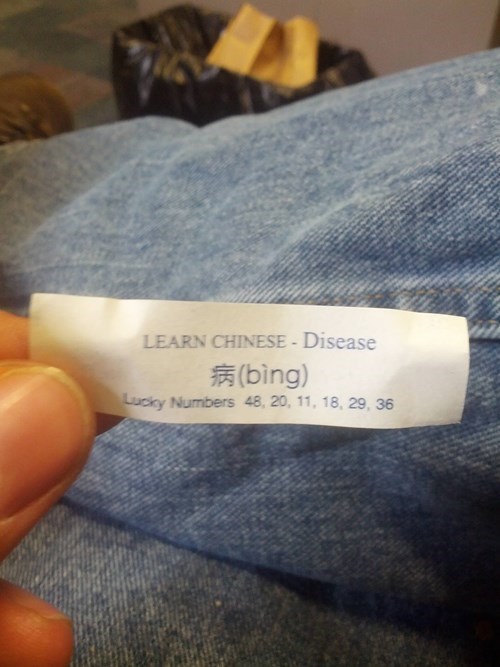 LEARN CHINESE - Disease
病(bìng)
Lucky Numbers 48, 20, 11, 18, 29, 36